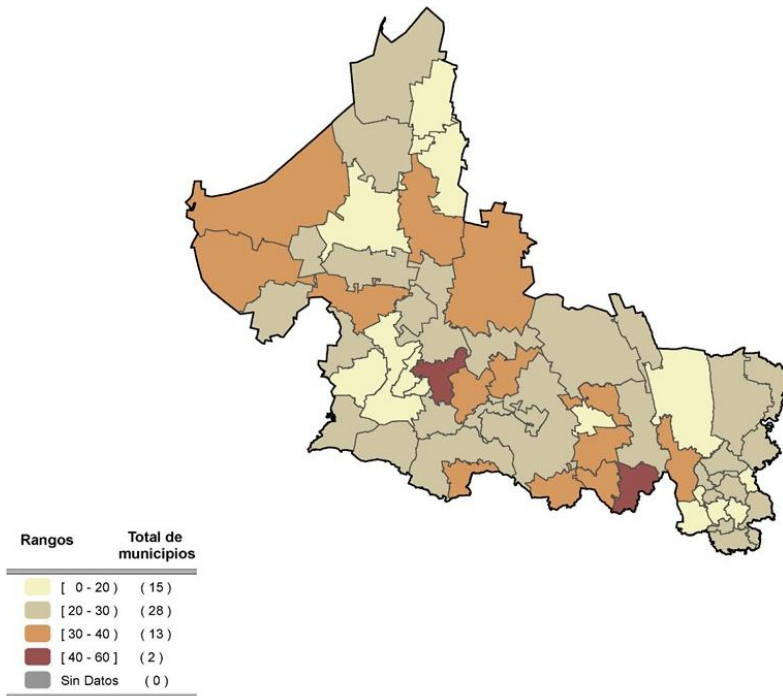 Rangos Total de
municipios
[ 0 - 20 ) ( 15 )
[ 20 - 30 ) ( 28 )
[ 30 - 40 ) ( 13 )
[ 40 - 60 ] ( 2 )
Sin Datos ( 0 )